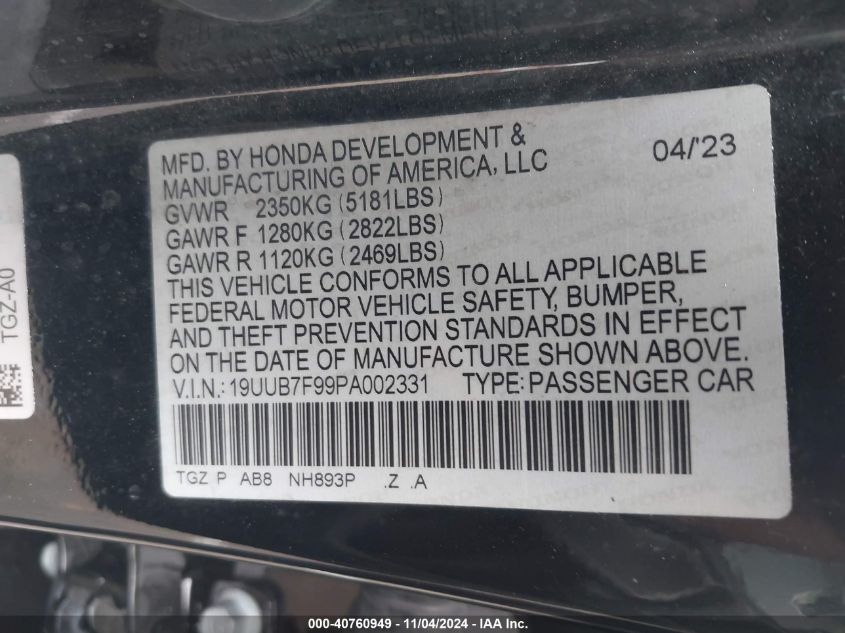 MFD. BY HONDA DEVELOPMENT & 04/'23
MANUFACTURING OF AMERICA, LLC
GVWR 2350KG (5181LBS)
GAWR F 1280KG (2822LBS)
GAWR R 1120KG (2469LBS)
THIS VEHICLE CONFORMS TO ALL APPLICABLE
FEDERAL MOTOR VEHICLE SAFETY, BUMPER,
AND THEFT PREVENTION STANDARDS IN EFFECT
ON THE DATE OF MANUFACTURE SHOWN ABOVE.
V.I.N.: 19UUB7F99PA002331 TYPE: PASSENGER CAR
TGZ P AB8 NH893P .Z .A
TGZ-A0
000-40760949 - 11/04/2024 - IAA Inc.